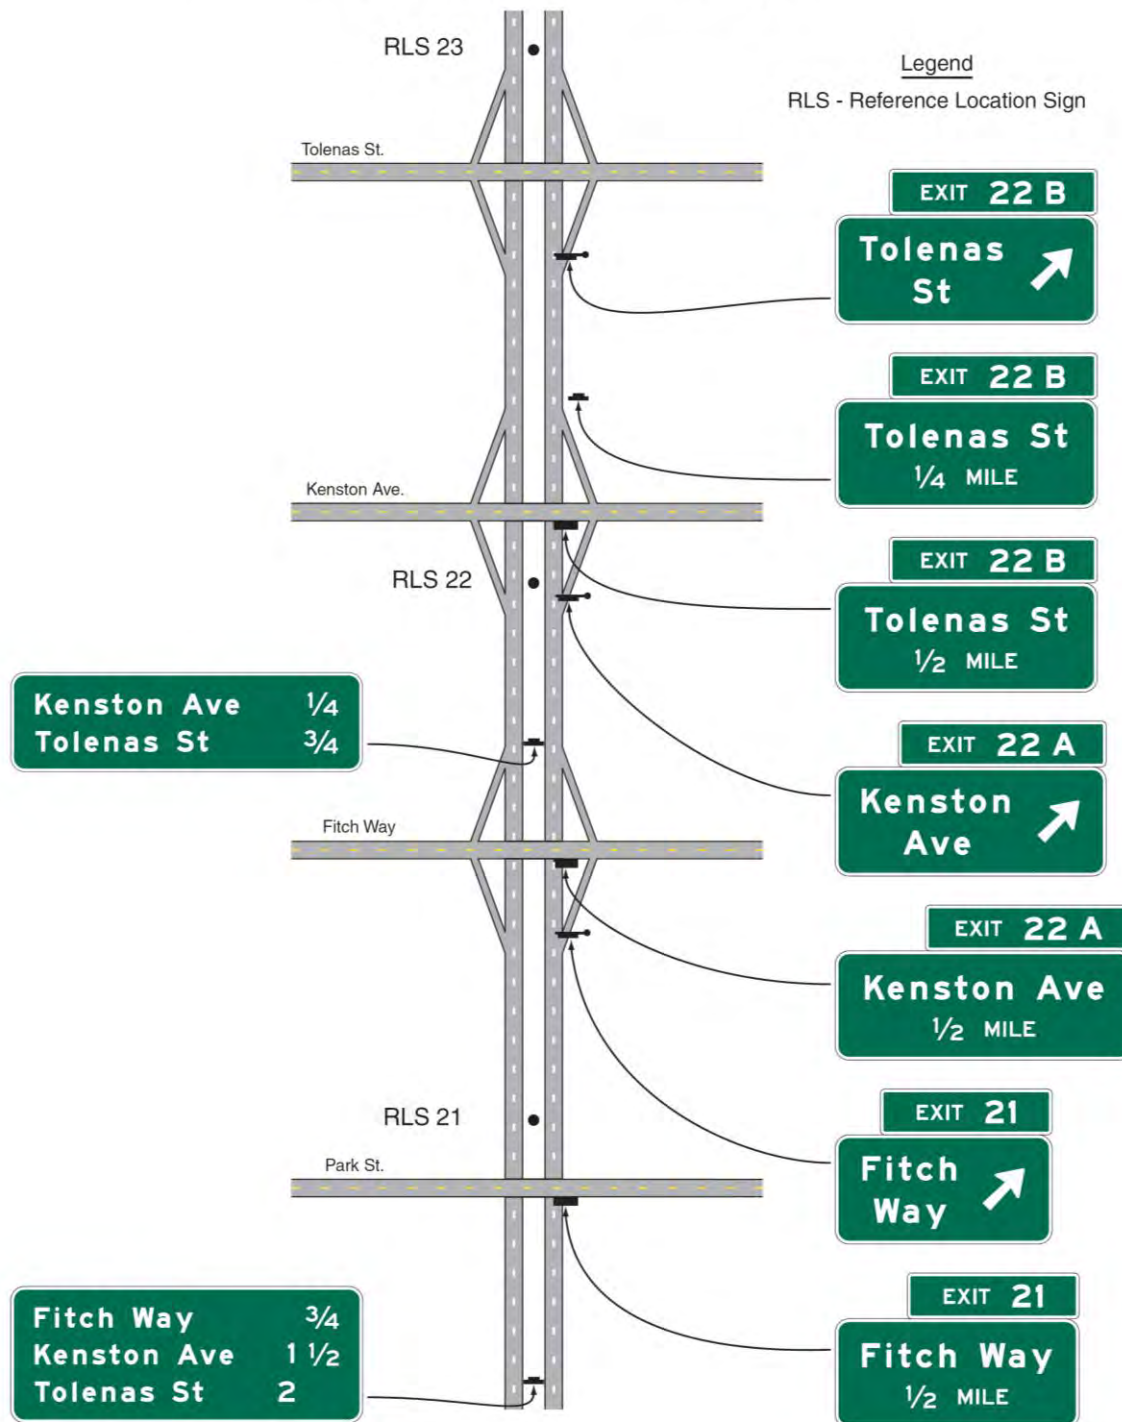 RLS 23
Legend
RLS - Reference Location Sign
Tolenas St.
EXIT 22 B
Tolenas
St
EXIT 22 B
Tolenas St
1/4 MILE
Kenston Ave.
EXIT 22 B
Tolenas St
1/2 MILE
RLS 22
Kenston Ave 1/4
Tolenas St 3/4
EXIT 22 A
Kenston
Ave
Fitch Way
EXIT 22 A
Kenston Ave
1/2 MILE
RLS 21
EXIT 21
Fitch
Way
Park St.
EXIT 21
Fitch Way
1/2 MILE
Fitch Way 3/4
Kenston Ave 1 1/2
Tolenas St 2